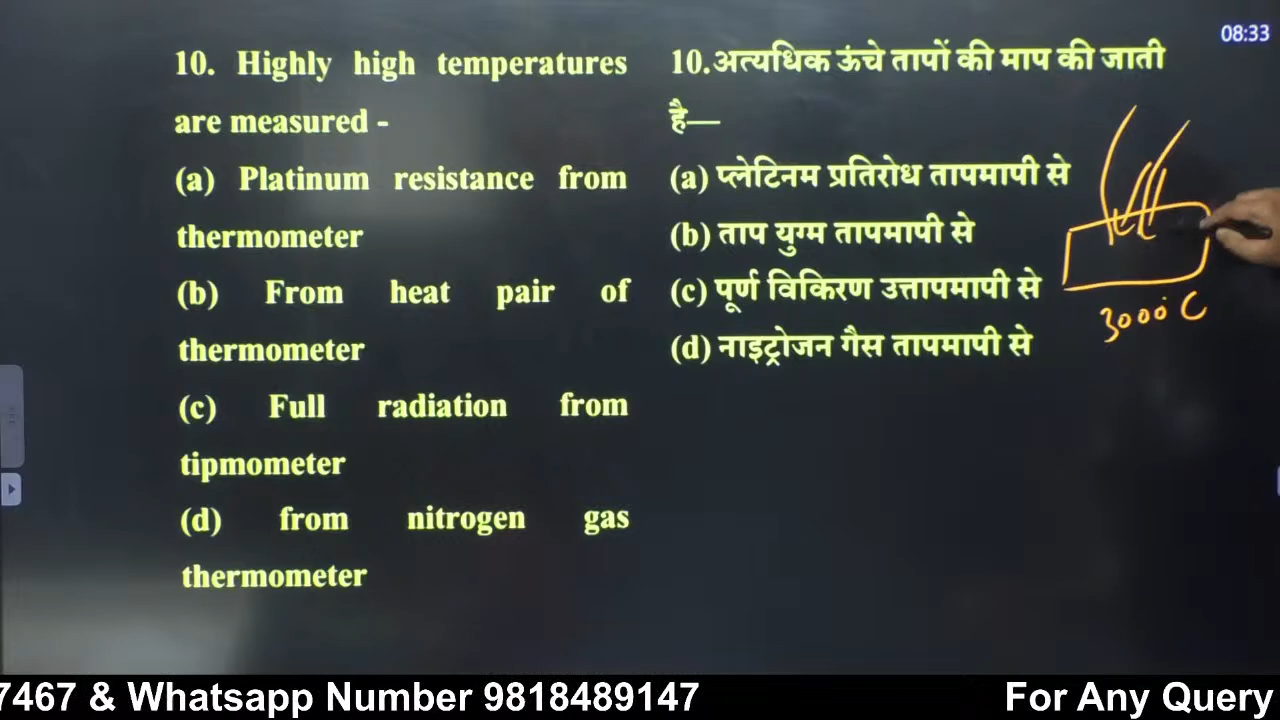 08:33
10. Highly high temperatures
are measured -
(a) Platinum resistance from
thermometer
(b) From heat pair of
thermometer
(c) Full radiation from
tipmometer
(d) from nitrogen gas
thermometer
10.अत्यधिक ऊंचे तापों की माप की जाती
है—
(a) प्लेटिनम प्रतिरोध तापमापी से
(b) ताप युग्म तापमापी से
(c) पूर्ण विकिरण उत्तापमापी से
(d) नाइट्रोजन गैस तापमापी से
3000°C
7467 & Whatsapp Number 9818489147
For Any Query